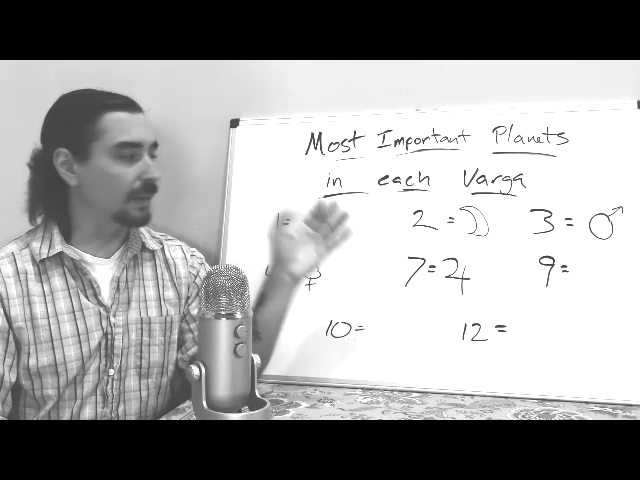 Most Important Planets
in each Varga
1= 2=☽ 3=♂
♀ 7=♃ 9=
10= 12=